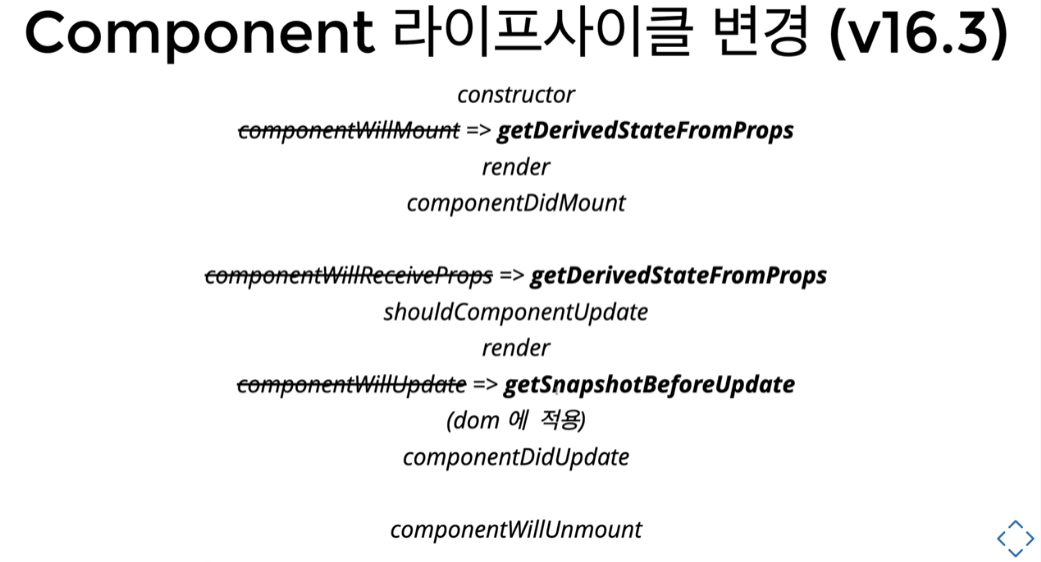 Component 라이프사이클 변경 (v16.3)
constructor
componentWillMount => getDerivedStateFromProps
render
componentDidMount
componentWillReceiveProps => getDerivedStateFromProps
shouldComponentUpdate
render
componentWillUpdate => getSnapshotBeforeUpdate
(dom 에 적용)
componentDidUpdate
componentWillUnmount